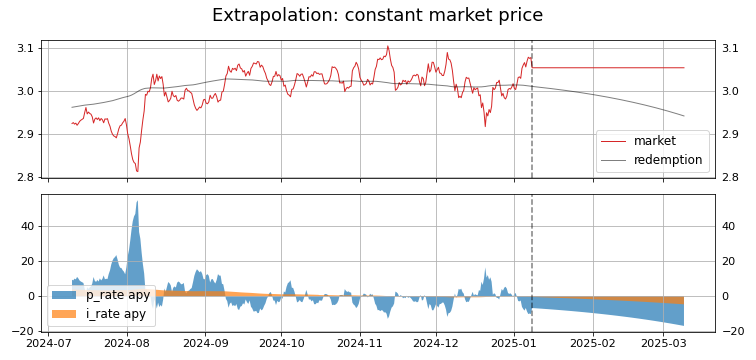 Extrapolation: constant market price
3.1 3.1
3.0 3.0
2.9 2.9
2.8 2.8
market
redemption
40 40
20 20
0 0
−20 −20
p_rate apy
i_rate apy
2024-07 2024-08 2024-09 2024-10 2024-11 2024-12 2025-01 2025-02 2025-03